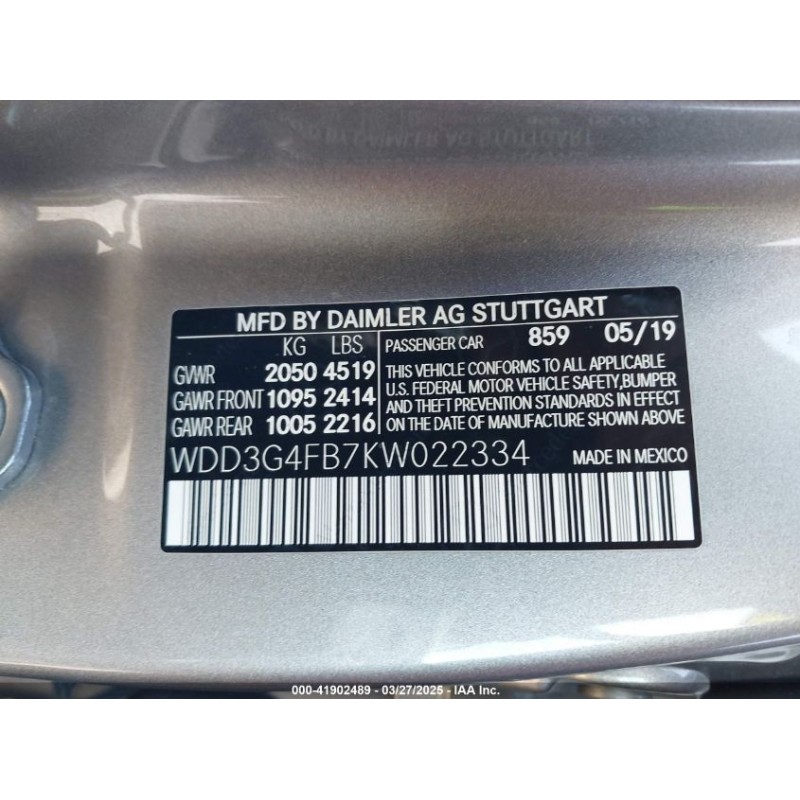 MFD BY DAIMLER AG STUTTGART
KG LBS
GVWR 2050 4519
GAWR FRONT 1095 2414
GAWR REAR 1005 2216
PASSENGER CAR 859 05/19
THIS VEHICLE CONFORMS TO ALL APPLICABLE
U.S. FEDERAL MOTOR VEHICLE SAFETY,BUMPER
AND THEFT PREVENTION STANDARDS IN EFFECT
ON THE DATE OF MANUFACTURE SHOWN ABOVE
WDD3G4FB7KW022334 MADE IN MEXICO
000-41902489 - 03/27/2025 - IAA Inc.